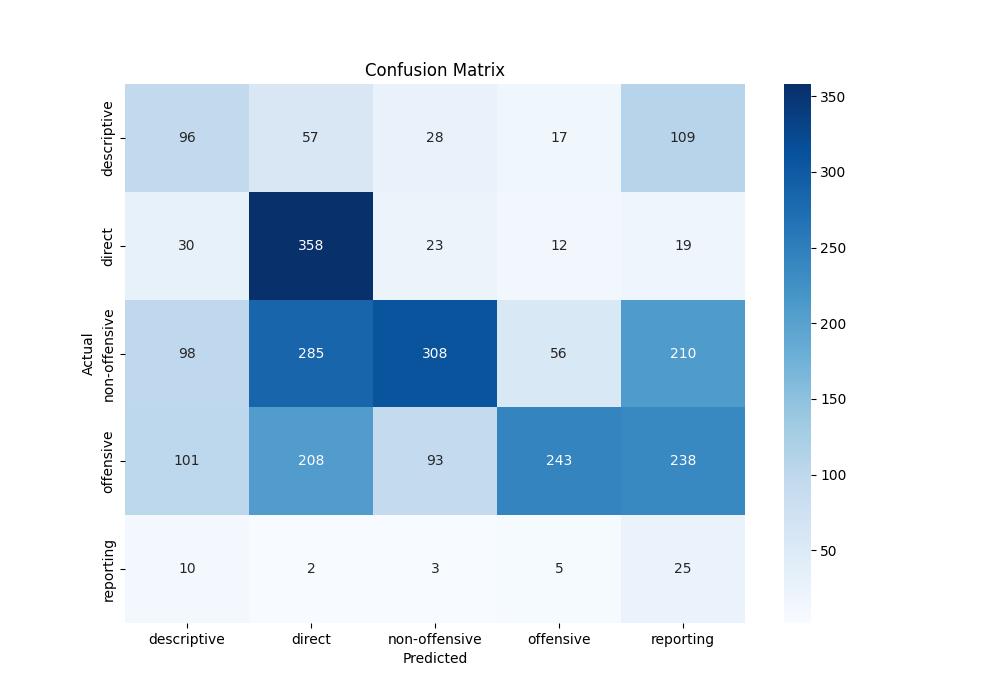 Confusion Matrix
descriptive 96 57 28 17 109
direct 30 358 23 12 19
non-offensive 98 285 308 56 210
offensive 101 208 93 243 238
reporting 10 2 3 5 25
Actual
descriptive direct non-offensive offensive reporting
Predicted
350
300
250
200
150
100
50